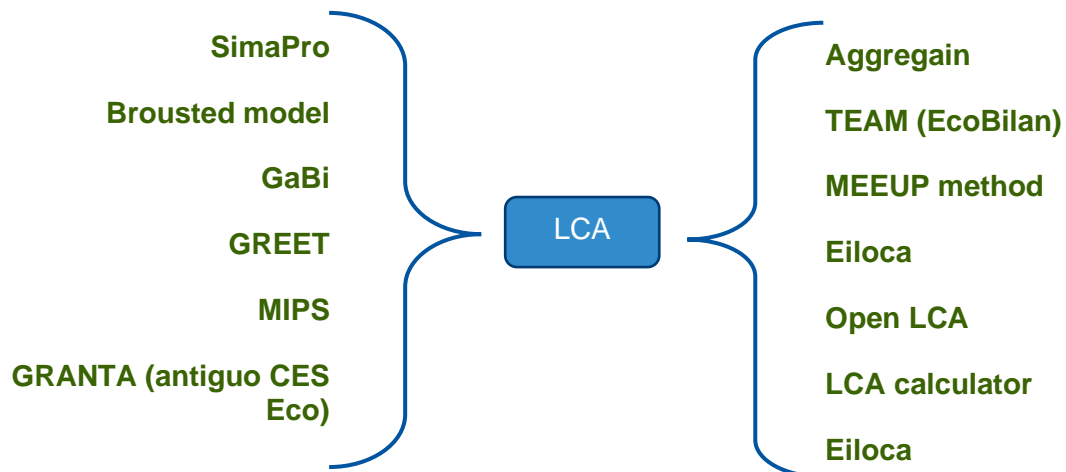 SimaPro
Brousted model
GaBi
GREET
MIPS
GRANTA (antiguo CES
Eco)
LCA
Aggregain
TEAM (EcoBilan)
MEEUP method
Eiloca
Open LCA
LCA calculator
Eiloca